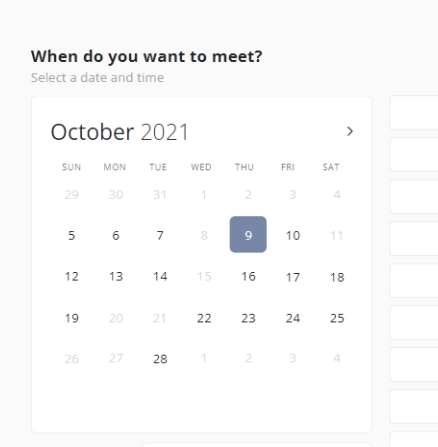 When do you want to meet?
Select a date and time
October 2021
SUN MON TUE WED THU FRI SAT
29 30 31 1 2 3 4
5 6 7 8 9 10 11
12 13 14 15 16 17 18
19 20 21 22 23 24 25
26 27 28 1 2 3 4